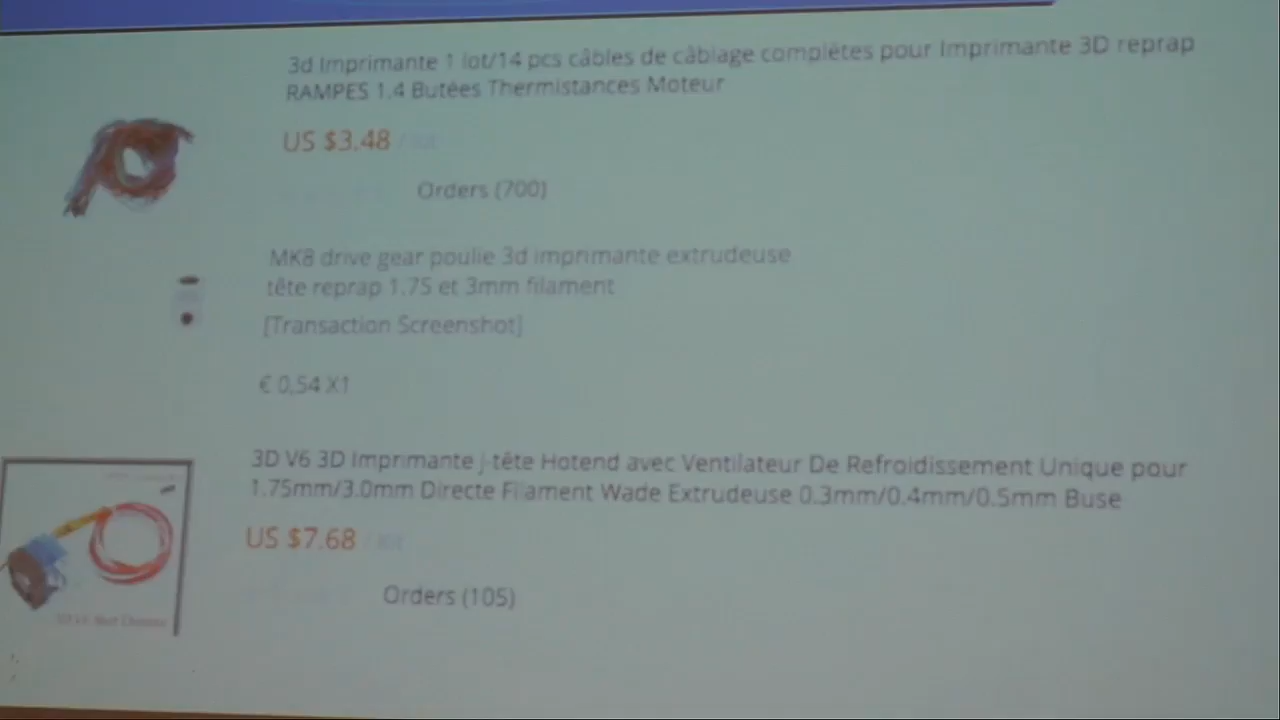 3d Imprimante 1 lot/14 pcs câbles de câblage complètes pour Imprimante 3D reprap
RAMPES 1.4 Butées Thermistances Moteur
US $3.48
Orders (700)
MK8 drive gear poulie 3d imprimante extrudeuse
tête reprap 1.75 et 3mm filament
[Transaction Screenshot]
€ 0,54 X1
3D V6 3D Imprimante j-tête Hotend avec Ventilateur De Refroidissement Unique pour
1.75mm/3.0mm Directe Filament Wade Extrudeuse 0.3mm/0.4mm/0.5mm Buse
US $7.68
Orders (105)